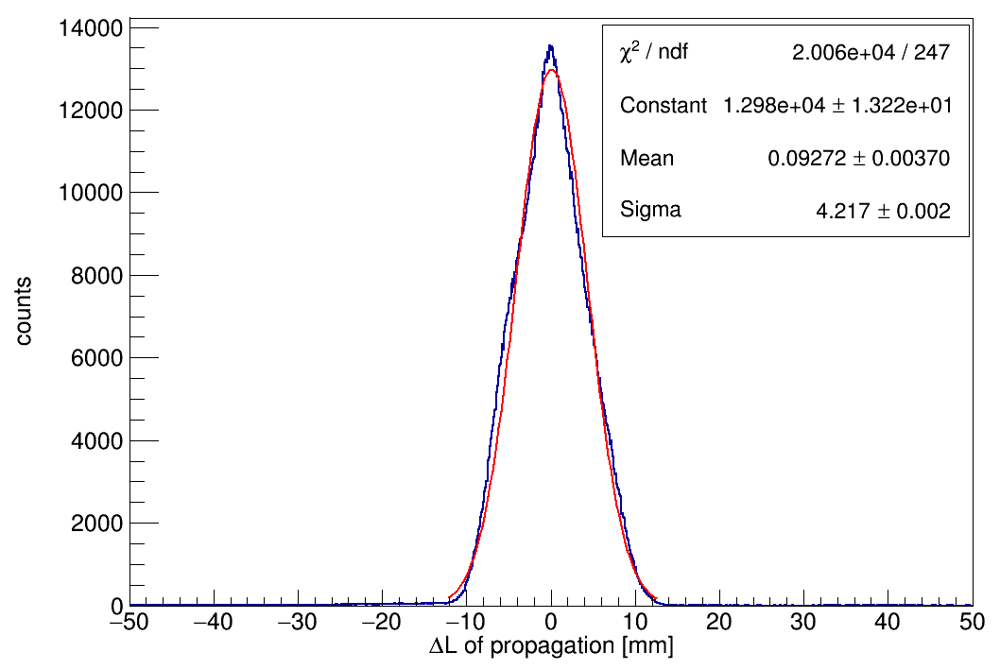 χ² / ndf 2.006e+04 / 247
Constant 1.298e+04 ± 1.322e+01
Mean 0.09272 ± 0.00370
Sigma 4.217 ± 0.002
14000
12000
10000
8000
6000
4000
2000
0
counts
−50 −40 −30 −20 −10 0 10 20 30 40 50
ΔL of propagation [mm]